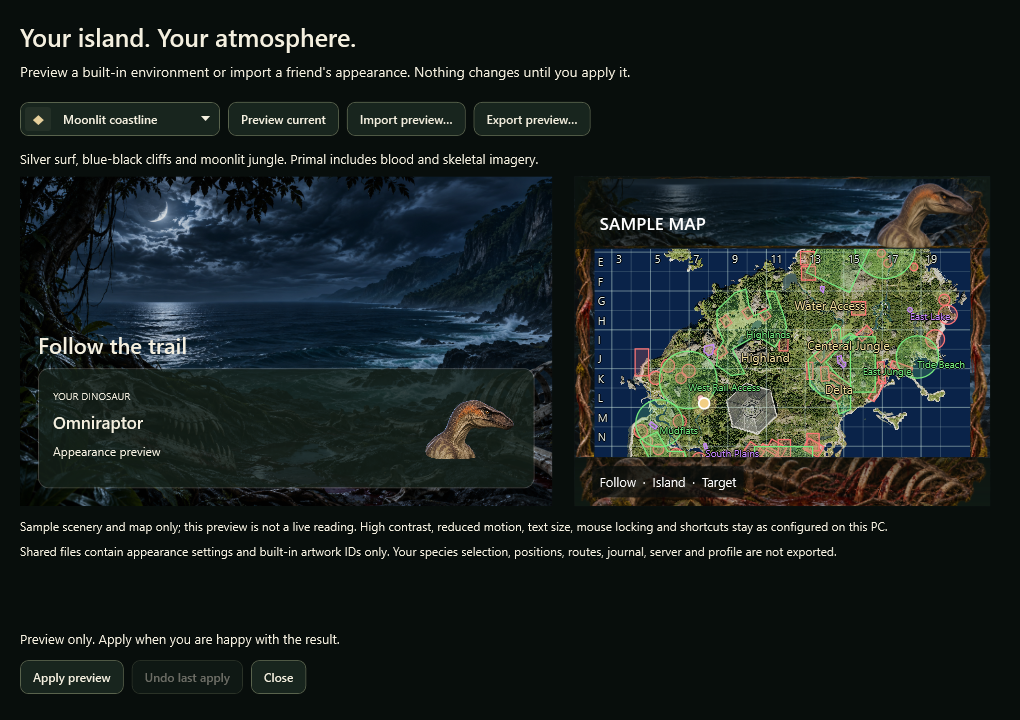 Your island. Your atmosphere.
Preview a built-in environment or import a friend's appearance. Nothing changes until you apply it.
Moonlit coastline
Preview current
Import preview...
Export preview...
Silver surf, blue-black cliffs and moonlit jungle. Primal includes blood and skeletal imagery.
Follow the trail
YOUR DINOSAUR
Omniraptor
Appearance preview
SAMPLE MAP
3 5 7 9 11 13 15 17 19
E
F
G
H
I
J
K
L
M
N
Water Access
East Lake
Highlands
Highland
Centeral Jungle
Tide Beach
East Jungle
West Rail Access
Delta
Mudflats
South Plains
Follow · Island · Target
Sample scenery and map only; this preview is not a live reading. High contrast, reduced motion, text size, mouse locking and shortcuts stay as configured on this PC.
Shared files contain appearance settings and built-in artwork IDs only. Your species selection, positions, routes, journal, server and profile are not exported.
Preview only. Apply when you are happy with the result.
Apply preview
Undo last apply
Close